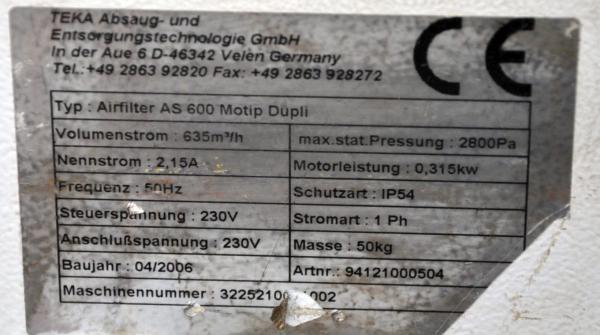 TEKA Absaug- und
Entsorgungstechnologie GmbH
In der Aue 6 D-46342 Velen Germany
Tel.:+49 2863 92820 Fax: +49 2863 928272
CE
Typ : Airfilter AS 600 Motip Dupli
Volumenstrom : 635m³/h max.stat.Pressung : 2800Pa
Nennstrom : 2,15A Motorleistung : 0,315kw
Frequenz : 50Hz Schutzart : IP54
Steuerspannung : 230V Stromart : 1 Ph
Anschlußspannung : 230V Masse : 50kg
Baujahr : 04/2006 Artnr.: 94121000504
Maschinennummer :